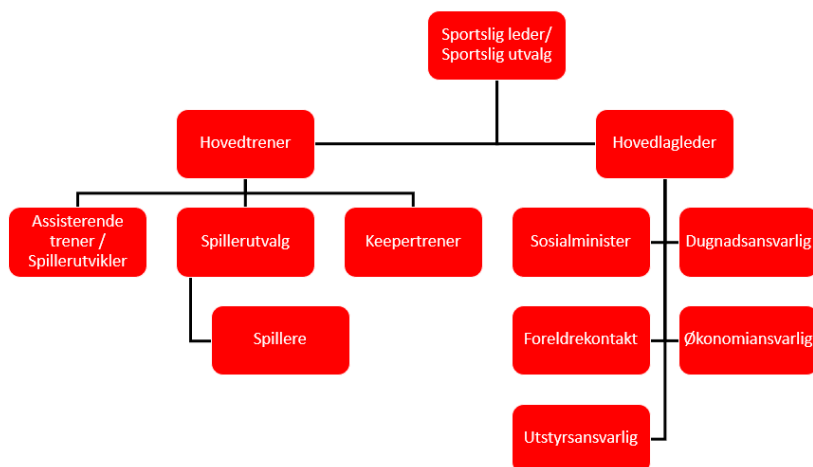 Sportslig leder/
Sportslig utvalg
Hovedtrener
Hovedlagleder
Assisterende
trener /
Spillerutvikler
Spillerutvalg
Keepertrener
Sosialminister
Dugnadsansvarlig
Spillere
Foreldrekontakt
Økonomiansvarlig
Utstyrsansvarlig